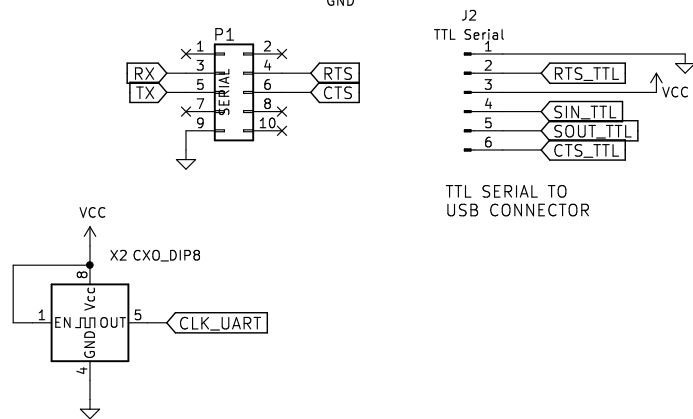 GND
J2
TTL Serial
P1
1 2
3 4
5 6
7 8
9 10
RX
TX
SERIAL
RTS
CTS
1
2 RTS_TTL
3 VCC
4 SIN_TTL
5 SOUT_TTL
6 CTS_TTL
TTL SERIAL TO
USB CONNECTOR
VCC
X2 CXO_DIP8
8
Vcc
1 EN OUT 5 CLK_UART
GND
4